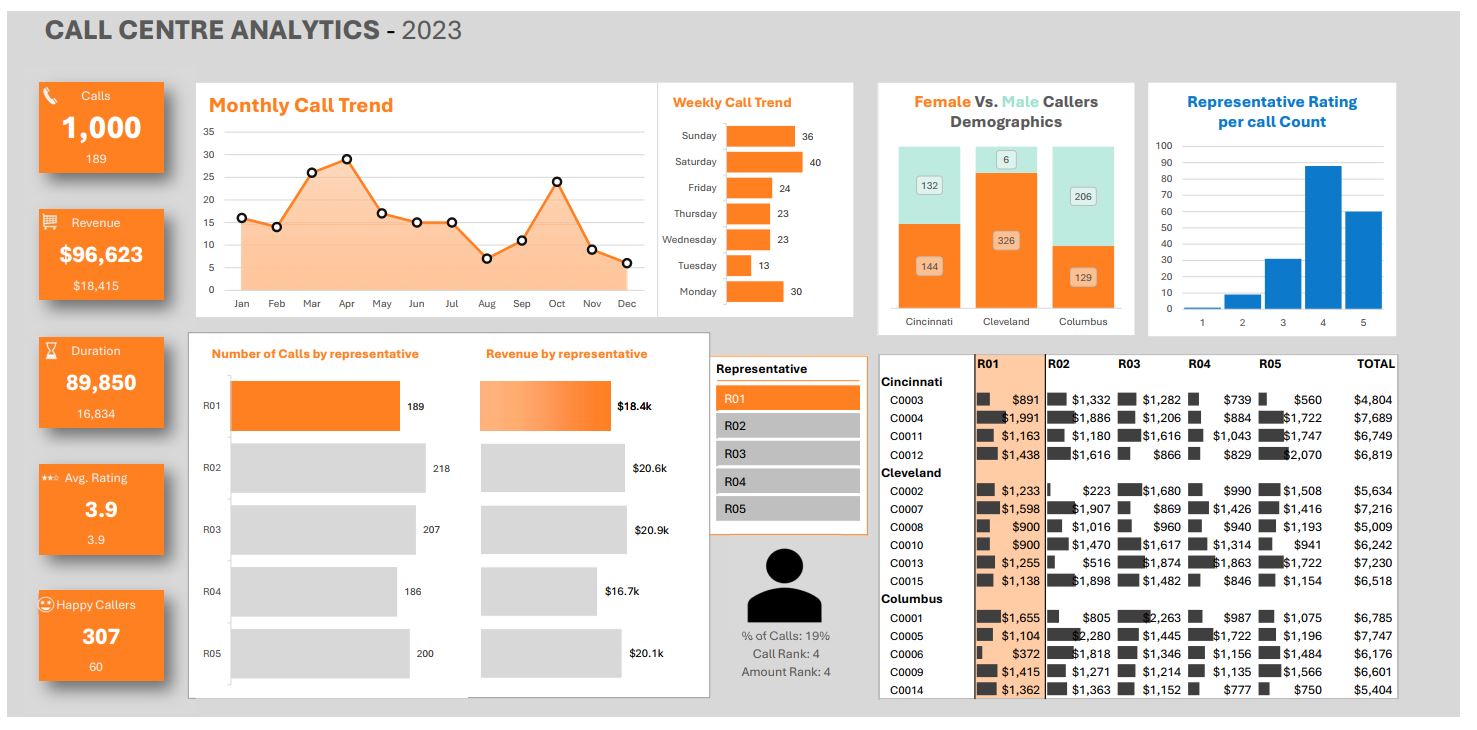 CALL CENTRE ANALYTICS - 2023
Calls
1,000
189
Revenue
$96,623
$18,415
Duration
89,850
16,834
Avg. Rating
3.9
3.9
Happy Callers
307
60
Monthly Call Trend
35
30
25
20
15
10
5
0
Jan Feb Mar Apr May Jun Jul Aug Sep Oct Nov Dec
Weekly Call Trend
Sunday 36
Saturday 40
Friday 24
Thursday 23
Wednesday 23
Tuesday 13
Monday 30
Female Vs. Male Callers
Demographics
132 6 206
144 326 129
Cincinnati Cleveland Columbus
Representative Rating
per call Count
100
90
80
70
60
50
40
30
20
10
0
1 2 3 4 5
Number of Calls by representative
R01 189
R02 218
R03 207
R04 186
R05 200
Revenue by representative
$18.4k
$20.6k
$20.9k
$16.7k
$20.1k
Representative
R01
R02
R03
R04
R05
% of Calls: 19%
Call Rank: 4
Amount Rank: 4
R01 R02 R03 R04 R05 TOTAL
Cincinnati
C0003 $891 $1,332 $1,282 $739 $560 $4,804
C0004 $1,991 $1,886 $1,206 $884 $1,722 $7,689
C0011 $1,163 $1,180 $1,616 $1,043 $1,747 $6,749
C0012 $1,438 $1,616 $866 $829 $2,070 $6,819
Cleveland
C0002 $1,233 $223 $1,680 $990 $1,508 $5,634
C0007 $1,598 $1,907 $869 $1,426 $1,416 $7,216
C0008 $900 $1,016 $960 $940 $1,193 $5,009
C0010 $900 $1,470 $1,617 $1,314 $941 $6,242
C0013 $1,255 $516 $1,874 $1,863 $1,722 $7,230
C0015 $1,138 $1,898 $1,482 $846 $1,154 $6,518
Columbus
C0001 $1,655 $805 $2,263 $987 $1,075 $6,785
C0005 $1,104 $2,280 $1,445 $1,722 $1,196 $7,747
C0006 $372 $1,818 $1,346 $1,156 $1,484 $6,176
C0009 $1,415 $1,271 $1,214 $1,135 $1,566 $6,601
C0014 $1,362 $1,363 $1,152 $777 $750 $5,404